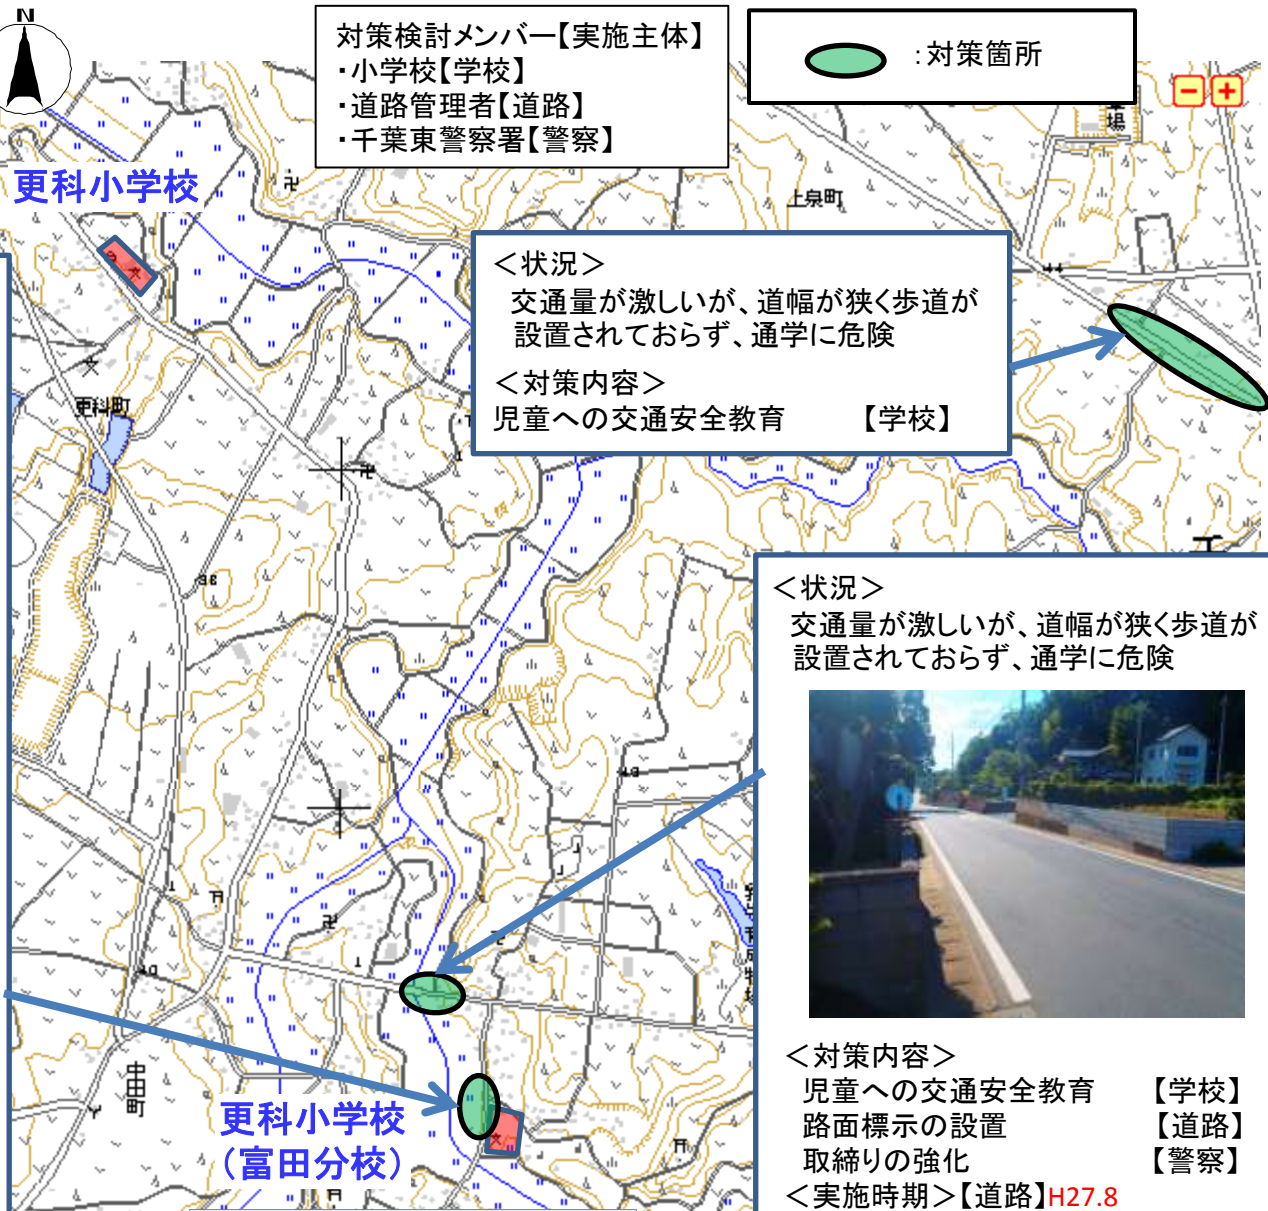 N
対策検討メンバー【実施主体】
・小学校【学校】
・道路管理者【道路】
・千葉東警察署【警察】
：対策箇所
更科小学校
上泉町
＜状況＞
交通量が激しいが、道幅が狭く歩道が
設置されておらず、通学に危険
＜対策内容＞
児童への交通安全教育　　【学校】
更科町
＜状況＞
交通量が激しいが、道幅が狭く歩道が
設置されておらず、通学に危険
＜対策内容＞
児童への交通安全教育　　【学校】
路面標示の設置　　【道路】
取締りの強化　　【警察】
＜実施時期＞【道路】H27.8
中田町
更科小学校
（富田分校）